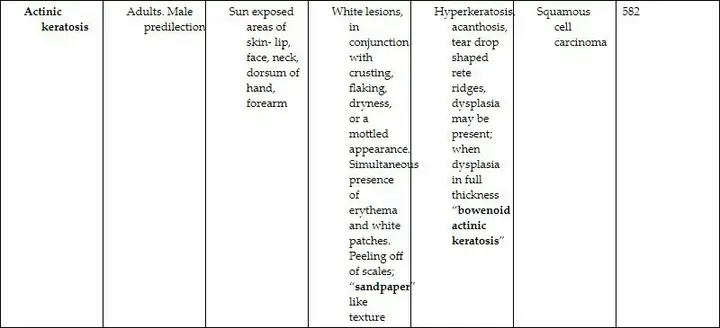 Actinic
keratosis
Adults. Male
predilection
Sun exposed
areas of
skin- lip,
face, neck,
dorsum of
hand,
forearm
White lesions,
in
conjunction
with
crusting,
flaking,
dryness,
or a
mottled
appearance.
Simultaneous
presence
of
erythema
and white
patches.
Peeling off
of scales;
“sandpaper”
like
texture
Hyperkeratosis,
acanthosis,
tear drop
shaped
rete
ridges,
dysplasia
may be
present;
when
dysplasia
in full
thickness
“bowenoid
actinic
keratosis”
Squamous
cell
carcinoma
582